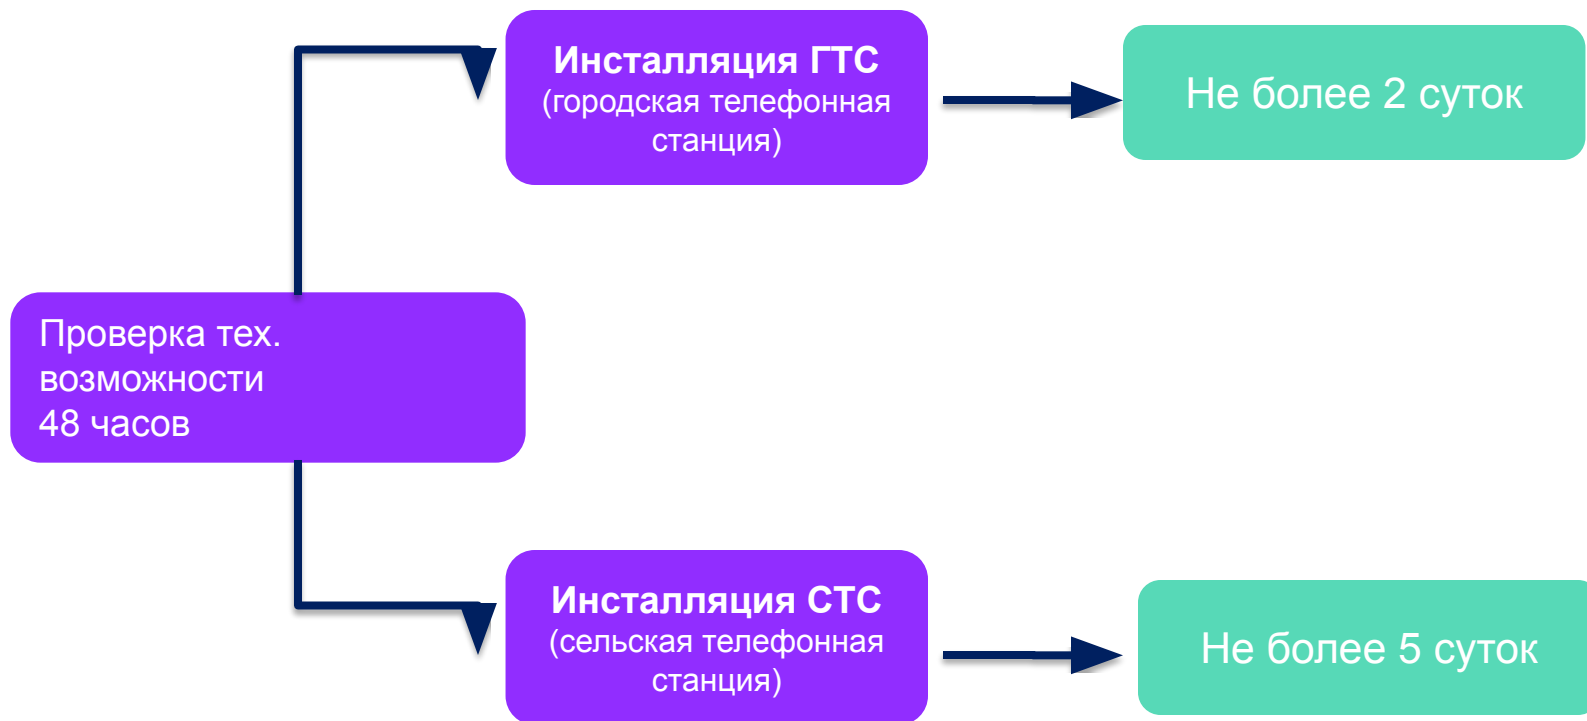 Инсталляция ГТС
(городская телефонная
станция)
Не более 2 суток
Проверка тех.
возможности
48 часов
Инсталляция СТС
(сельская телефонная
станция)
Не более 5 суток